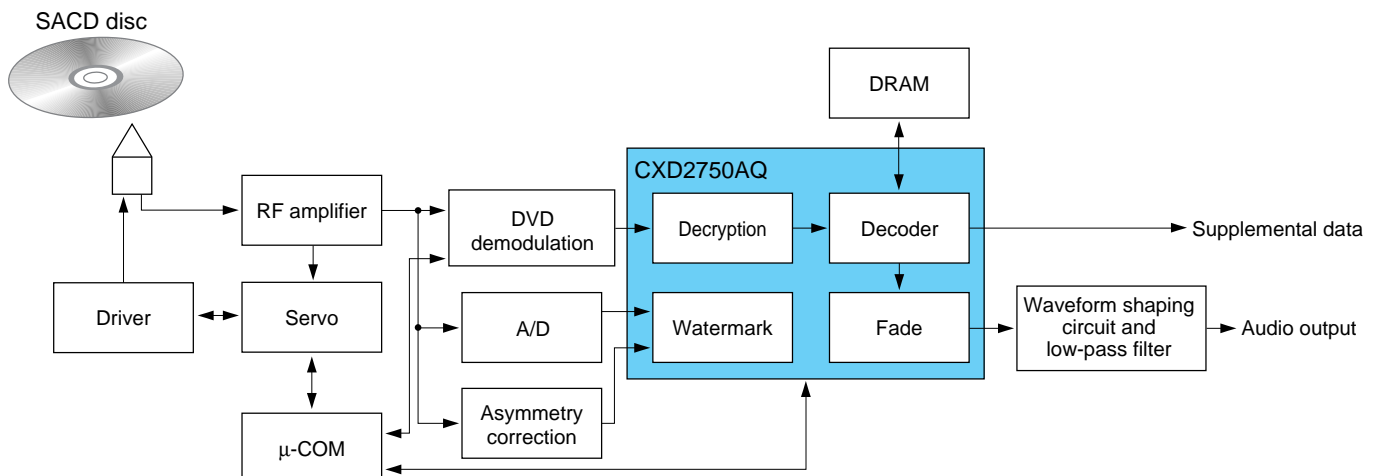 SACD disc
DRAM
CXD2750AQ
RF amplifier
DVD
demodulation
Decryption
Decoder
Supplemental data
Driver
Servo
A/D
Watermark
Fade
Waveform shaping
circuit and
low-pass filter
Audio output
Asymmetry
correction
μ-COM